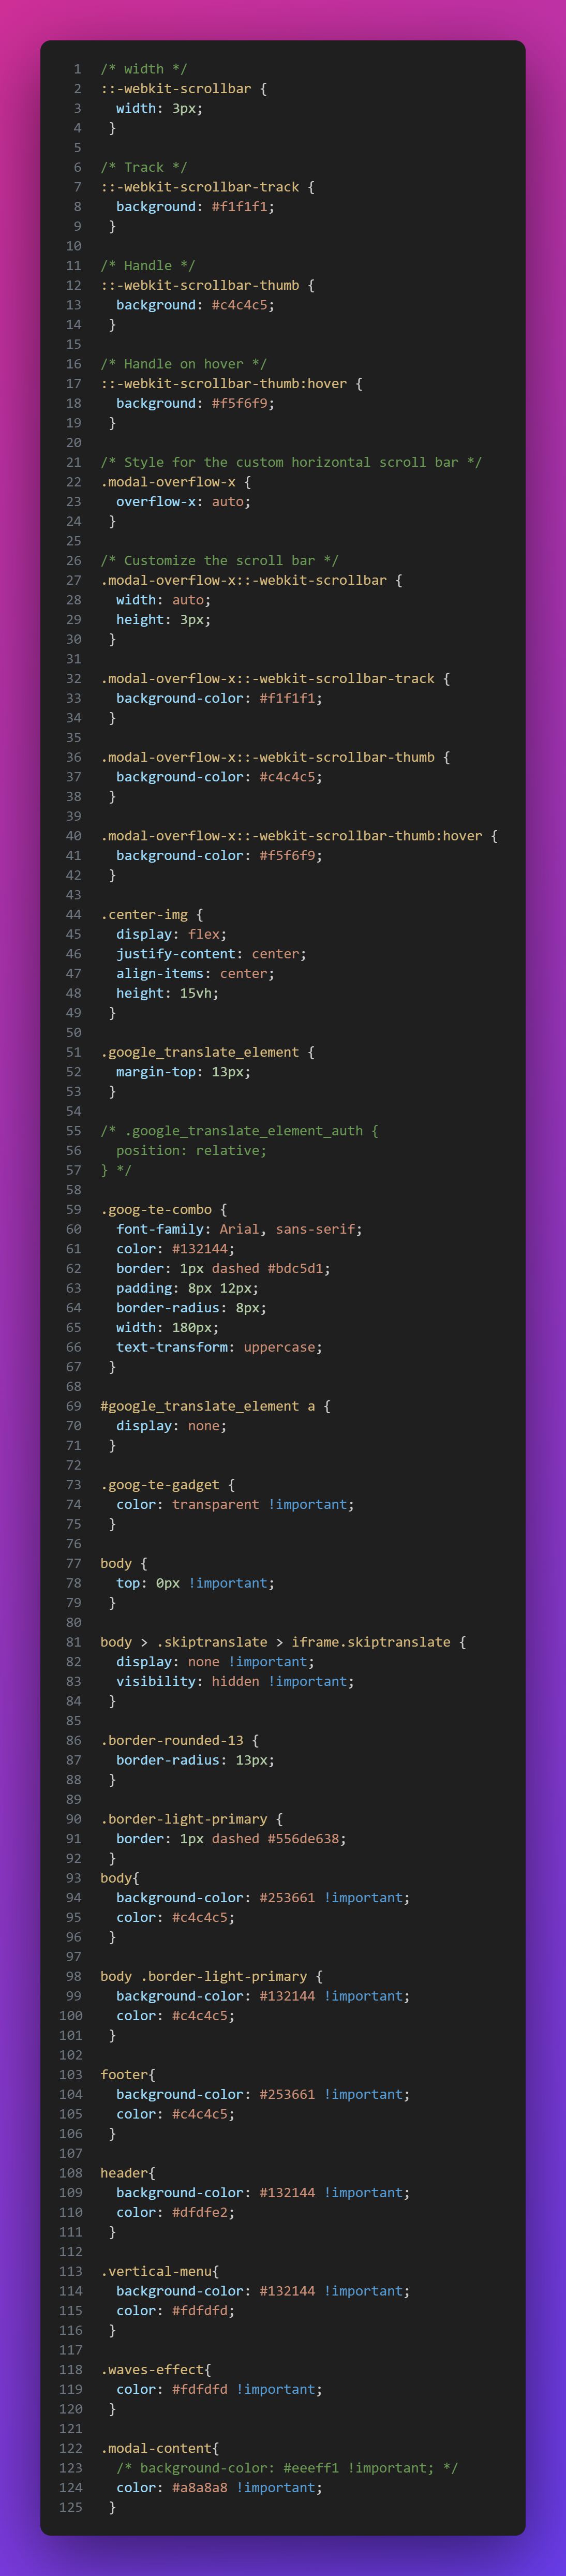 1 /* width */
2 ::-webkit-scrollbar {
3 width: 3px;
4 }
5
6 /* Track */
7 ::-webkit-scrollbar-track {
8 background: #f1f1f1;
9 }
10
11 /* Handle */
12 ::-webkit-scrollbar-thumb {
13 background: #c4c4c5;
14 }
15
16 /* Handle on hover */
17 ::-webkit-scrollbar-thumb:hover {
18 background: #f5f6f9;
19 }
20
21 /* Style for the custom horizontal scroll bar */
22 .modal-overflow-x {
23 overflow-x: auto;
24 }
25
26 /* Customize the scroll bar */
27 .modal-overflow-x::-webkit-scrollbar {
28 width: auto;
29 height: 3px;
30 }
31
32 .modal-overflow-x::-webkit-scrollbar-track {
33 background-color: #f1f1f1;
34 }
35
36 .modal-overflow-x::-webkit-scrollbar-thumb {
37 background-color: #c4c4c5;
38 }
39
40 .modal-overflow-x::-webkit-scrollbar-thumb:hover {
41 background-color: #f5f6f9;
42 }
43
44 .center-img {
45 display: flex;
46 justify-content: center;
47 align-items: center;
48 height: 15vh;
49 }
50
51 .google_translate_element {
52 margin-top: 13px;
53 }
54
55 /* .google_translate_element_auth {
56 position: relative;
57 } */
58
59 .goog-te-combo {
60 font-family: Arial, sans-serif;
61 color: #132144;
62 border: 1px dashed #bdc5d1;
63 padding: 8px 12px;
64 border-radius: 8px;
65 width: 180px;
66 text-transform: uppercase;
67 }
68
69 #google_translate_element a {
70 display: none;
71 }
72
73 .goog-te-gadget {
74 color: transparent !important;
75 }
76
77 body {
78 top: 0px !important;
79 }
80
81 body > .skiptranslate > iframe.skiptranslate {
82 display: none !important;
83 visibility: hidden !important;
84 }
85
86 .border-rounded-13 {
87 border-radius: 13px;
88 }
89
90 .border-light-primary {
91 border: 1px dashed #556de638;
92 }
93 body{
94 background-color: #253661 !important;
95 color: #c4c4c5;
96 }
97
98 body .border-light-primary {
99 background-color: #132144 !important;
100 color: #c4c4c5;
101 }
102
103 footer{
104 background-color: #253661 !important;
105 color: #c4c4c5;
106 }
107
108 header{
109 background-color: #132144 !important;
110 color: #dfdfe2;
111 }
112
113 .vertical-menu{
114 background-color: #132144 !important;
115 color: #fdfdfd;
116 }
117
118 .waves-effect{
119 color: #fdfdfd !important;
120 }
121
122 .modal-content{
123 /* background-color: #eeeff1 !important; */
124 color: #a8a8a8 !important;
125 }